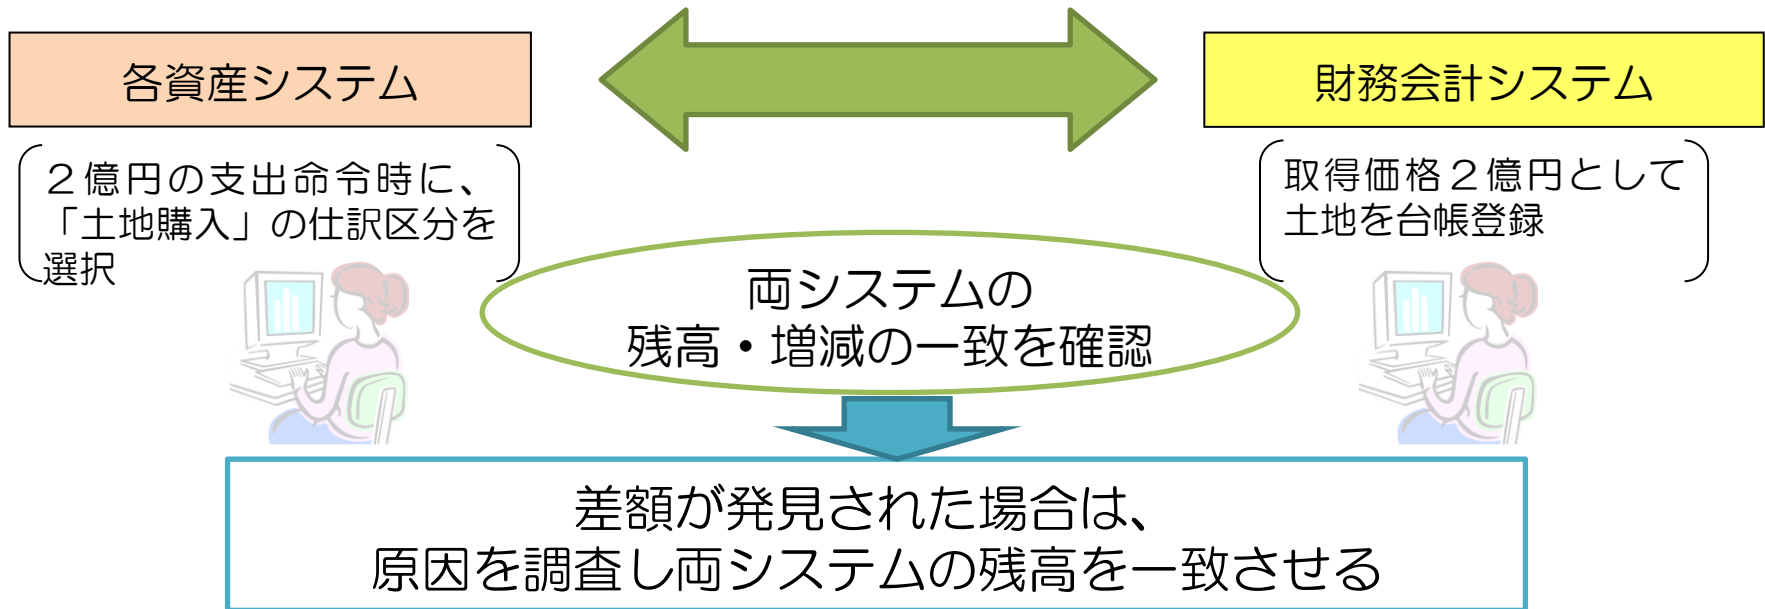 各資産システム
財務会計システム
２億円の支出命令時に、
「土地購入」の仕訳区分を
選択
取得価格２億円として
土地を台帳登録
両システムの
残高・増減の一致を確認
差額が発見された場合は、
原因を調査し両システムの残高を一致させる